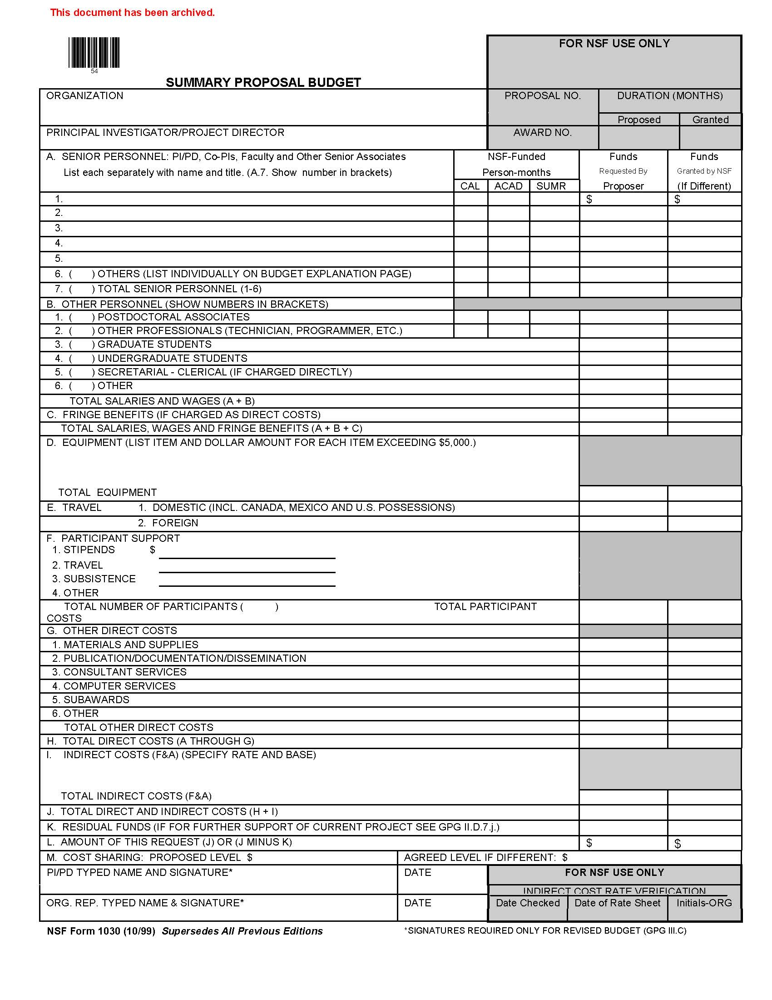 This document has been archived.
54
FOR NSF USE ONLY
SUMMARY PROPOSAL BUDGET
ORGANIZATION PROPOSAL NO. DURATION (MONTHS)
Proposed Granted
PRINCIPAL INVESTIGATOR/PROJECT DIRECTOR AWARD NO.
A. SENIOR PERSONNEL: PI/PD, Co-PIs, Faculty and Other Senior Associates NSF-Funded Funds Funds
List each separately with name and title. (A.7. Show number in brackets) Person-months Requested By Granted by NSF
CAL ACAD SUMR Proposer (If Different)
1. $ $
2.
3.
4.
5.
6. ( ) OTHERS (LIST INDIVIDUALLY ON BUDGET EXPLANATION PAGE)
7. ( ) TOTAL SENIOR PERSONNEL (1-6)
B. OTHER PERSONNEL (SHOW NUMBERS IN BRACKETS)
1. ( ) POSTDOCTORAL ASSOCIATES
2. ( ) OTHER PROFESSIONALS (TECHNICIAN, PROGRAMMER, ETC.)
3. ( ) GRADUATE STUDENTS
4. ( ) UNDERGRADUATE STUDENTS
5. ( ) SECRETARIAL - CLERICAL (IF CHARGED DIRECTLY)
6. ( ) OTHER
TOTAL SALARIES AND WAGES (A + B)
C. FRINGE BENEFITS (IF CHARGED AS DIRECT COSTS)
TOTAL SALARIES, WAGES AND FRINGE BENEFITS (A + B + C)
D. EQUIPMENT (LIST ITEM AND DOLLAR AMOUNT FOR EACH ITEM EXCEEDING $5,000.)
TOTAL EQUIPMENT
E. TRAVEL 1. DOMESTIC (INCL. CANADA, MEXICO AND U.S. POSSESSIONS)
2. FOREIGN
F. PARTICIPANT SUPPORT
1. STIPENDS $
2. TRAVEL
3. SUBSISTENCE
4. OTHER
TOTAL NUMBER OF PARTICIPANTS ( ) TOTAL PARTICIPANT
COSTS
G. OTHER DIRECT COSTS
1. MATERIALS AND SUPPLIES
2. PUBLICATION/DOCUMENTATION/DISSEMINATION
3. CONSULTANT SERVICES
4. COMPUTER SERVICES
5. SUBAWARDS
6. OTHER
TOTAL OTHER DIRECT COSTS
H. TOTAL DIRECT COSTS (A THROUGH G)
I. INDIRECT COSTS (F&A) (SPECIFY RATE AND BASE)
TOTAL INDIRECT COSTS (F&A)
J. TOTAL DIRECT AND INDIRECT COSTS (H + I)
K. RESIDUAL FUNDS (IF FOR FURTHER SUPPORT OF CURRENT PROJECT SEE GPG II.D.7.j.)
L. AMOUNT OF THIS REQUEST (J) OR (J MINUS K) $ $
M. COST SHARING: PROPOSED LEVEL $ AGREED LEVEL IF DIFFERENT: $
PI/PD TYPED NAME AND SIGNATURE* DATE FOR NSF USE ONLY
INDIRECT COST RATE VERIFICATION
ORG. REP. TYPED NAME & SIGNATURE* DATE Date Checked Date of Rate Sheet Initials-ORG
NSF Form 1030 (10/99) Supersedes All Previous Editions *SIGNATURES REQUIRED ONLY FOR REVISED BUDGET (GPG III.C)